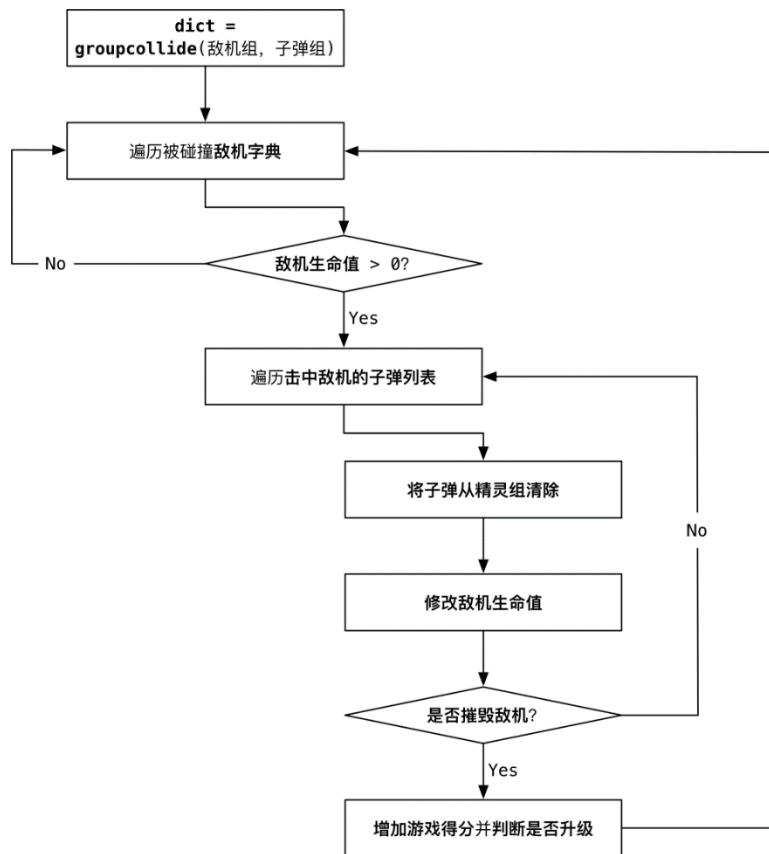 dict =
groupcollide(敌机组, 子弹组)
遍历被碰撞敌机字典
敌机生命值 > 0?
No
Yes
遍历击中敌机的子弹列表
将子弹从精灵组清除
No
修改敌机生命值
是否摧毁敌机?
Yes
增加游戏得分并判断是否升级